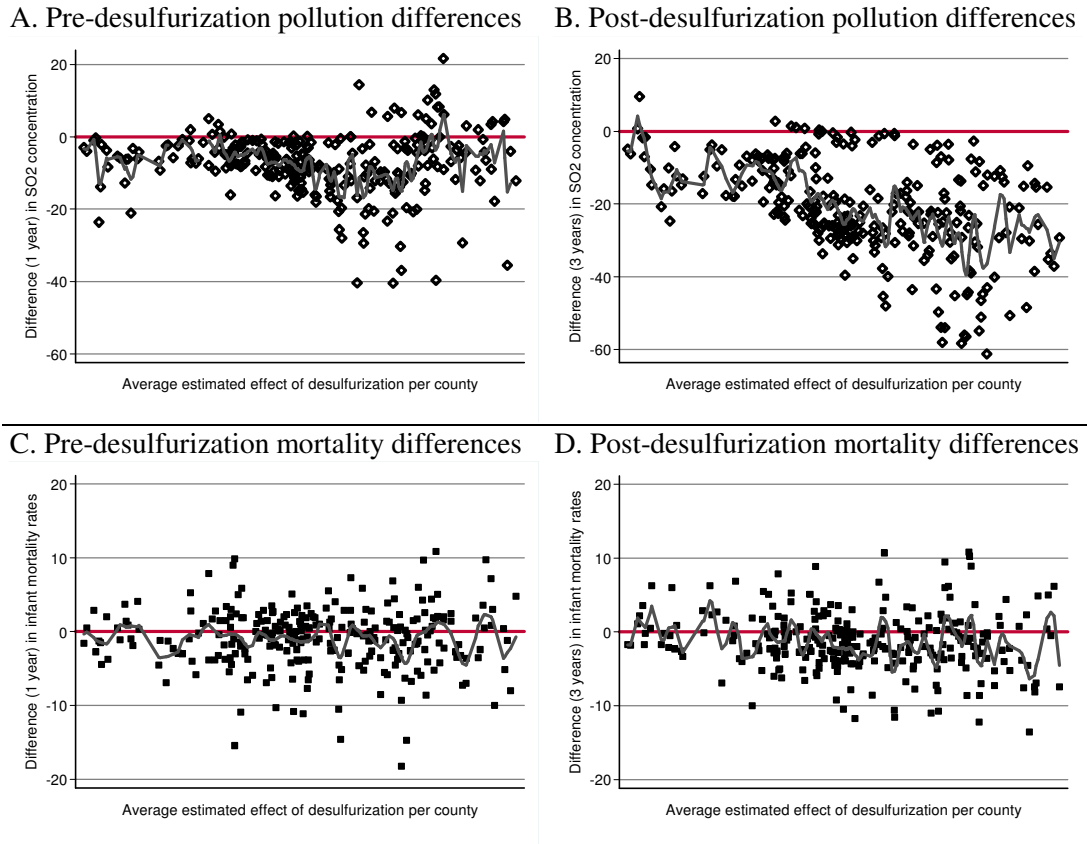 A. Pre-desulfurization pollution differences
Difference (1 year) in SO2 concentration
20
0
-20
-40
-60
Average estimated effect of desulfurization per county
B. Post-desulfurization pollution differences
Difference (3 years) in SO2 concentration
20
0
-20
-40
-60
Average estimated effect of desulfurization per county
C. Pre-desulfurization mortality differences
Difference (1 year) in infant mortality rates
20
10
0
-10
-20
Average estimated effect of desulfurization per county
D. Post-desulfurization mortality differences
Difference (3 years) in infant mortality rates
20
10
0
-10
-20
Average estimated effect of desulfurization per county